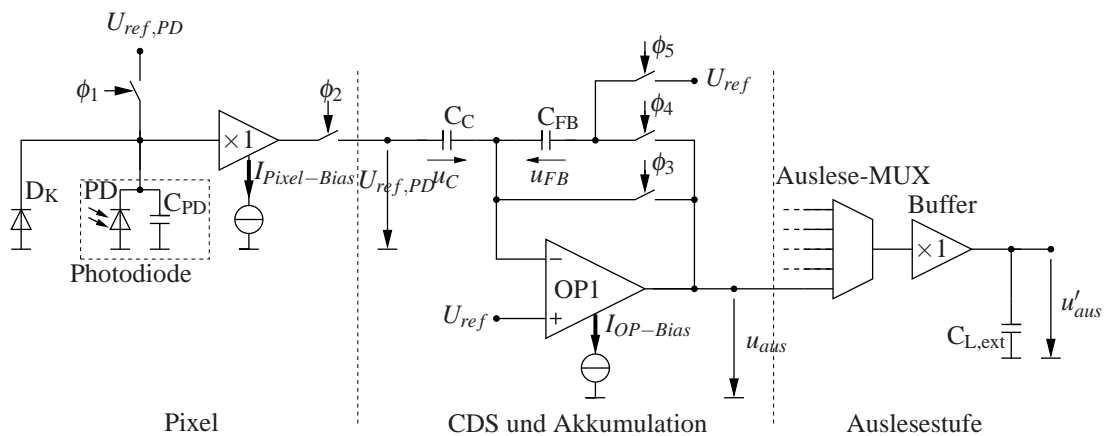 U_ref,PD
ϕ5
U_ref
ϕ1
ϕ2
C_C
C_FB
ϕ4
×1
u_C
u_FB
ϕ3
D_K
PD
C_PD
I_Pixel−Bias
U_ref,PD
Auslese-MUX
Buffer
Photodiode
−
OP1
×1
U_ref
+
I_OP−Bias
u_aus
C_L,ext
u′_aus
Pixel
CDS und Akkumulation
Auslesestufe